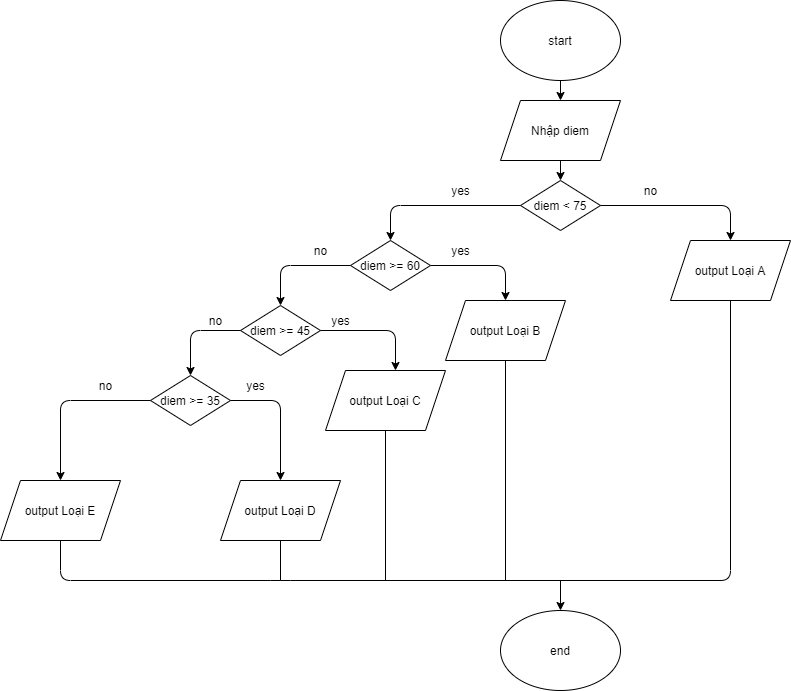 start
Nhập diem
diem < 75
yes
no
diem >= 60
no
yes
output Loại A
diem >= 45
no
yes
output Loại B
diem >= 35
no
yes
output Loại C
output Loại E
output Loại D
end